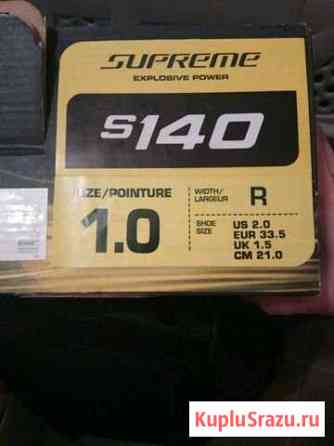 SUPREME
EXPLOSIVE POWER
S140
IZE/POINTURE
1.0
WIDTH/
LARGEUR
R
SHOE
SIZE
US 2.0
EUR 33.5
UK 1.5
CM 21.0
KupluSrazu.ru